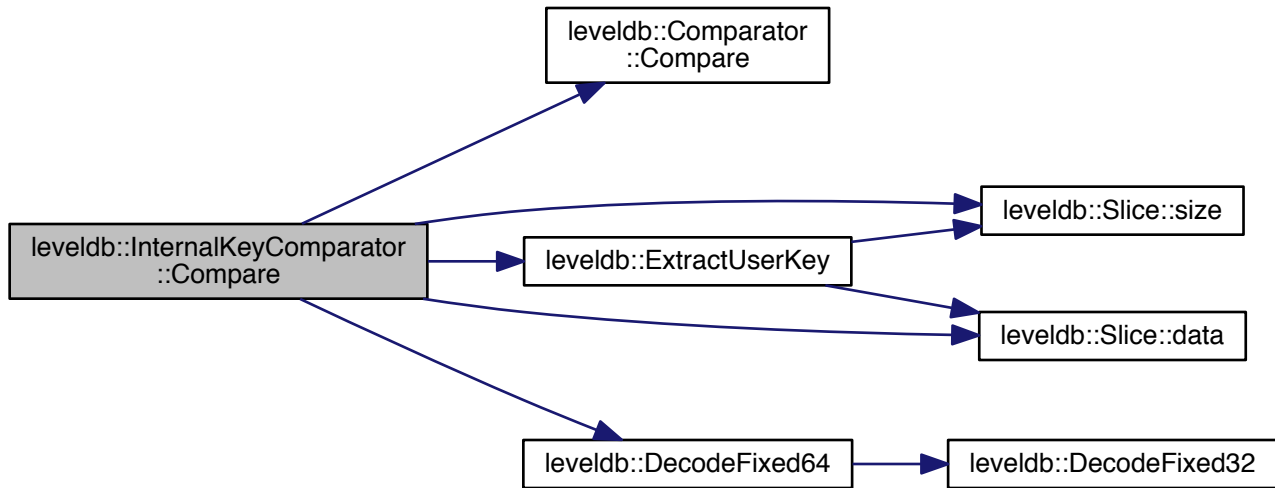 leveldb::Comparator
::Compare
leveldb::InternalKeyComparator
::Compare
leveldb::ExtractUserKey
leveldb::Slice::size
leveldb::Slice::data
leveldb::DecodeFixed64
leveldb::DecodeFixed32